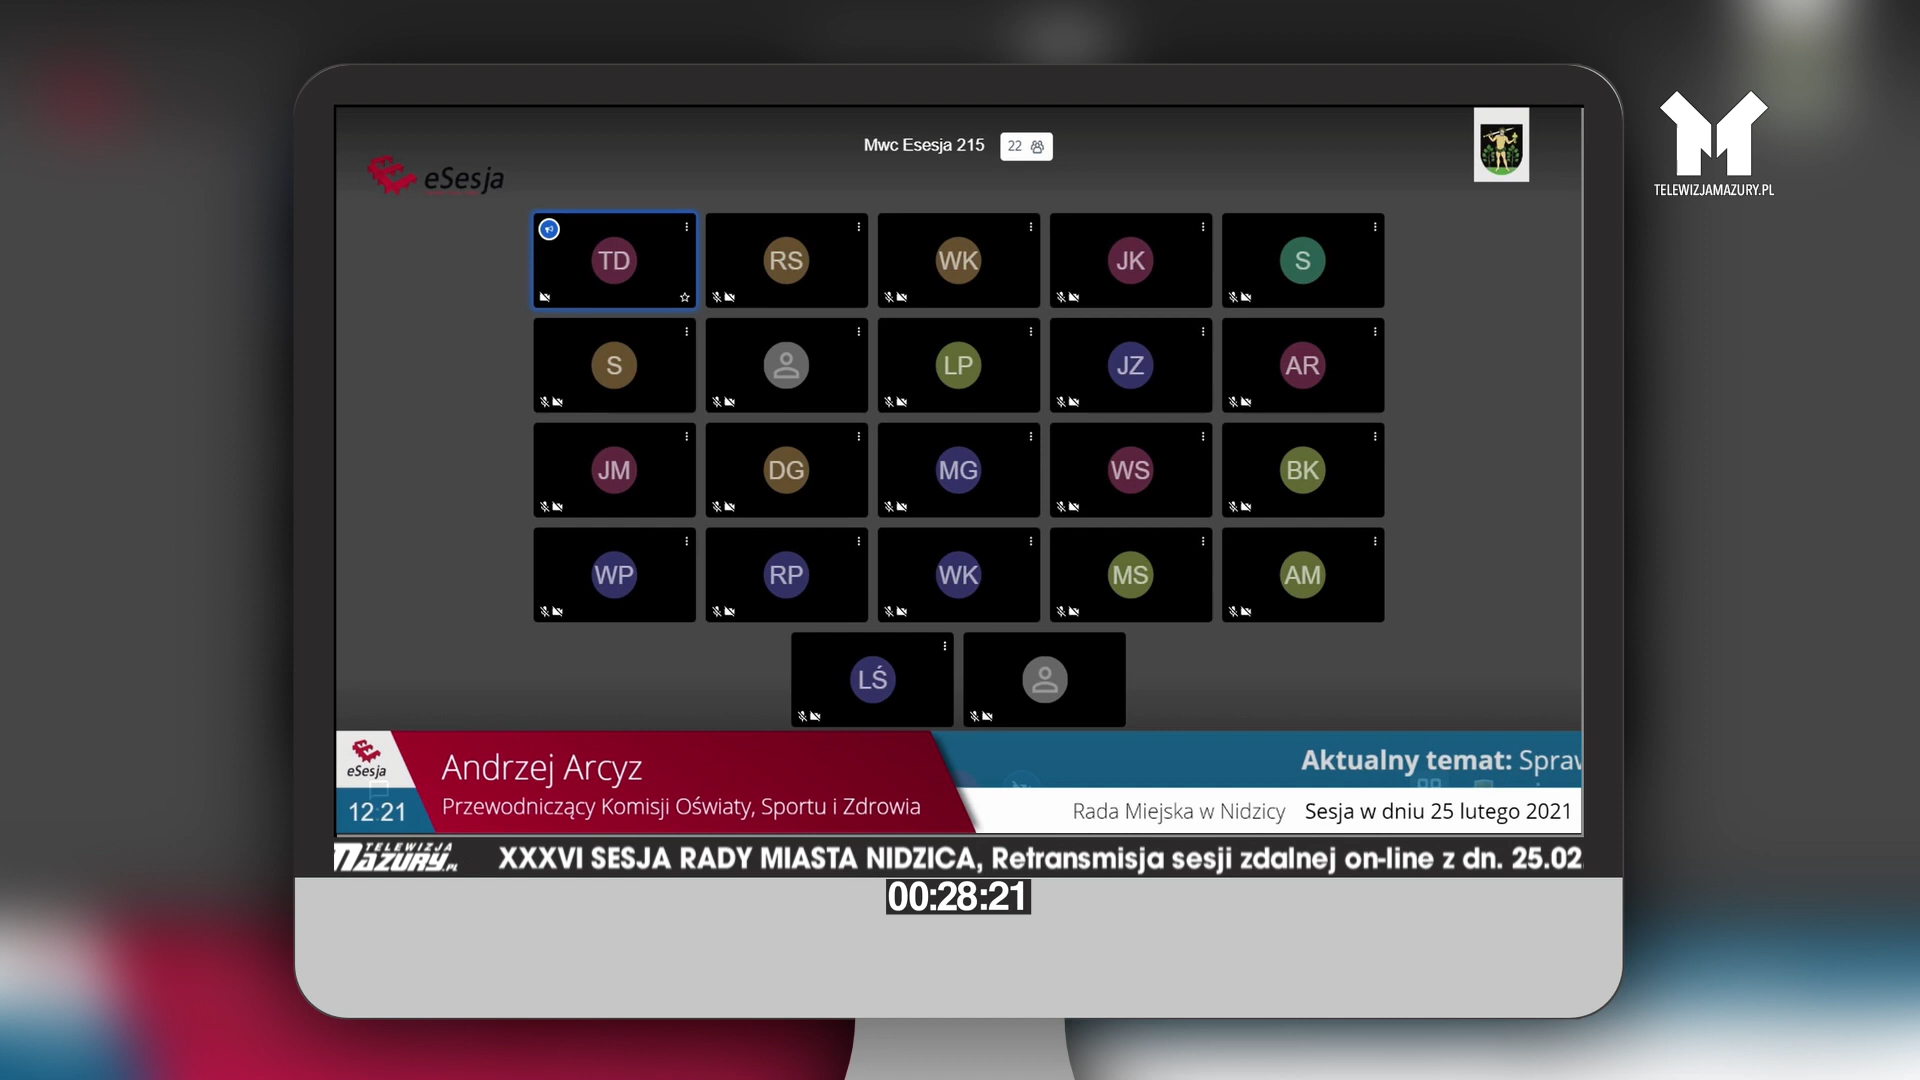 Mwc Esesja 215 22
eSesja
TELEWIZJAMAZURY.PL
TD RS WK JK S
S LP JZ AR
JM DG MG WS BK
WP RP WK MS AM
LŚ
eSesja
12:21
Andrzej Arcyz
Przewodniczący Komisji Oświaty, Sportu i Zdrowia
Aktualny temat:
Rada Miejska w Nidzicy Sesja w dniu 25 lutego 2021
TELEWIZJA
MAZURY.PL
XXXVI SESJA RADY MIASTA NIDZICA, Retransmisja sesji zdalnej on-line z dn. 25.02
00:28:21